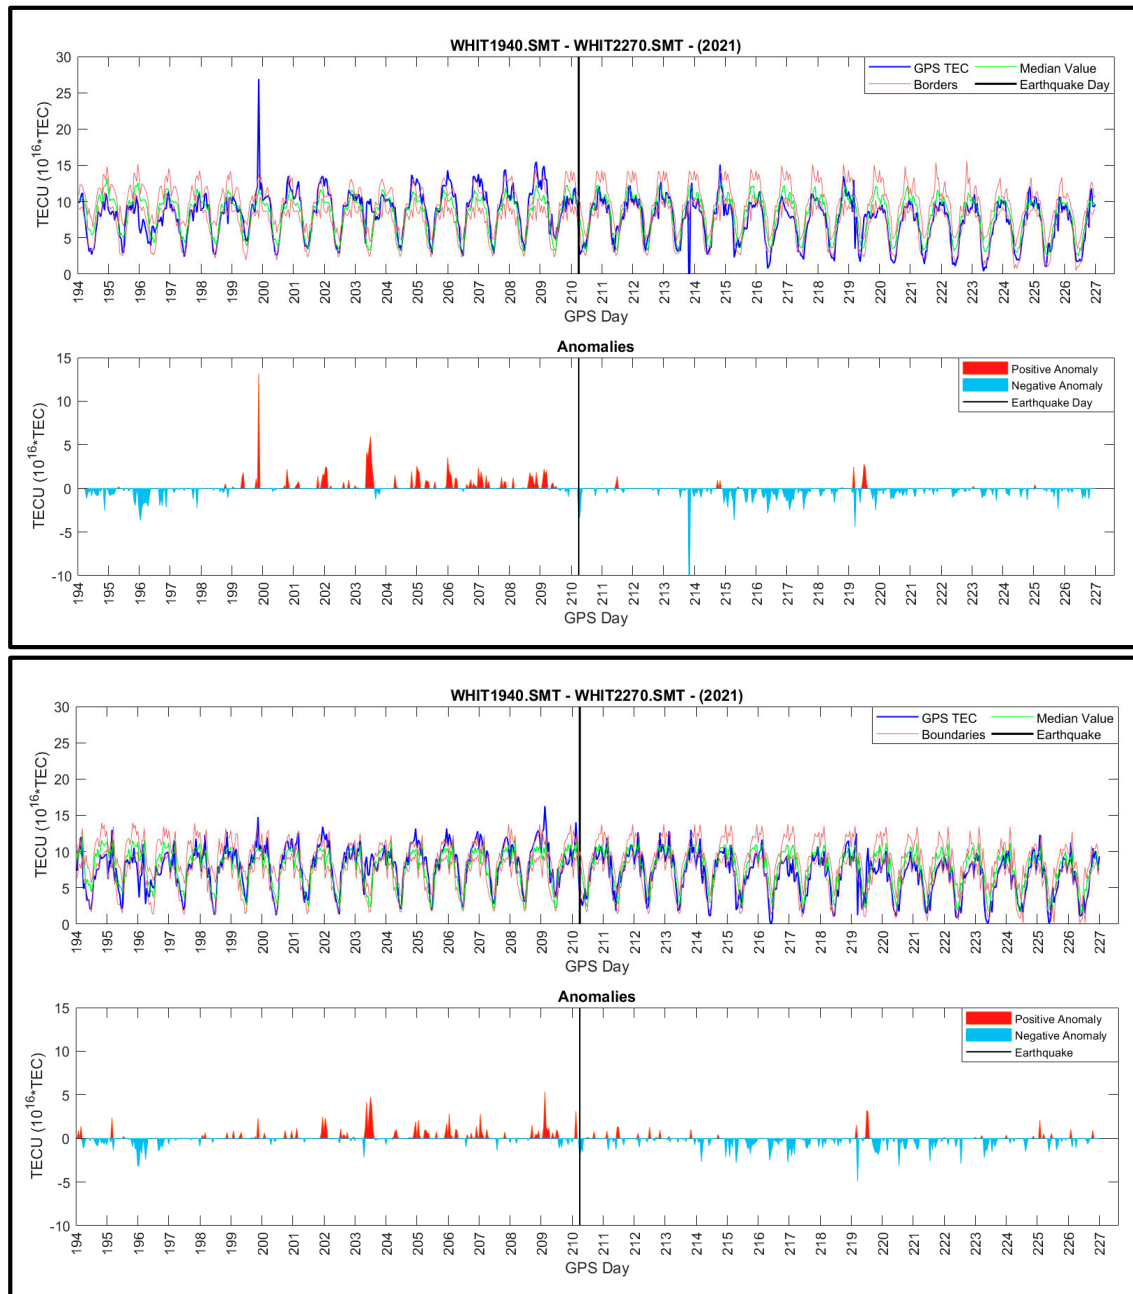 WHIT1940.SMT - WHIT2270.SMT - (2021)
TECU (10^16*TEC)
30
25
20
15
10
5
0
GPS TEC Median Value
Borders Earthquake Day
194 195 196 197 198 199 200 201 202 203 204 205 206 207 208 209 210 211 212 213 214 215 216 217 218 219 220 221 222 223 224 225 226 227
GPS Day
Anomalies
TECU (10^16*TEC)
15
10
5
0
-5
-10
Positive Anomaly
Negative Anomaly
Earthquake Day
194 195 196 197 198 199 200 201 202 203 204 205 206 207 208 209 210 211 212 213 214 215 216 217 218 219 220 221 222 223 224 225 226 227
GPS Day
WHIT1940.SMT - WHIT2270.SMT - (2021)
TECU (10^16*TEC)
30
25
20
15
10
5
0
GPS TEC Median Value
Boundaries Earthquake
194 195 196 197 198 199 200 201 202 203 204 205 206 207 208 209 210 211 212 213 214 215 216 217 218 219 220 221 222 223 224 225 226 227
GPS Day
Anomalies
TECU (10^16*TEC)
15
10
5
0
-5
-10
Positive Anomaly
Negative Anomaly
Earthquake
194 195 196 197 198 199 200 201 202 203 204 205 206 207 208 209 210 211 212 213 214 215 216 217 218 219 220 221 222 223 224 225 226 227
GPS Day